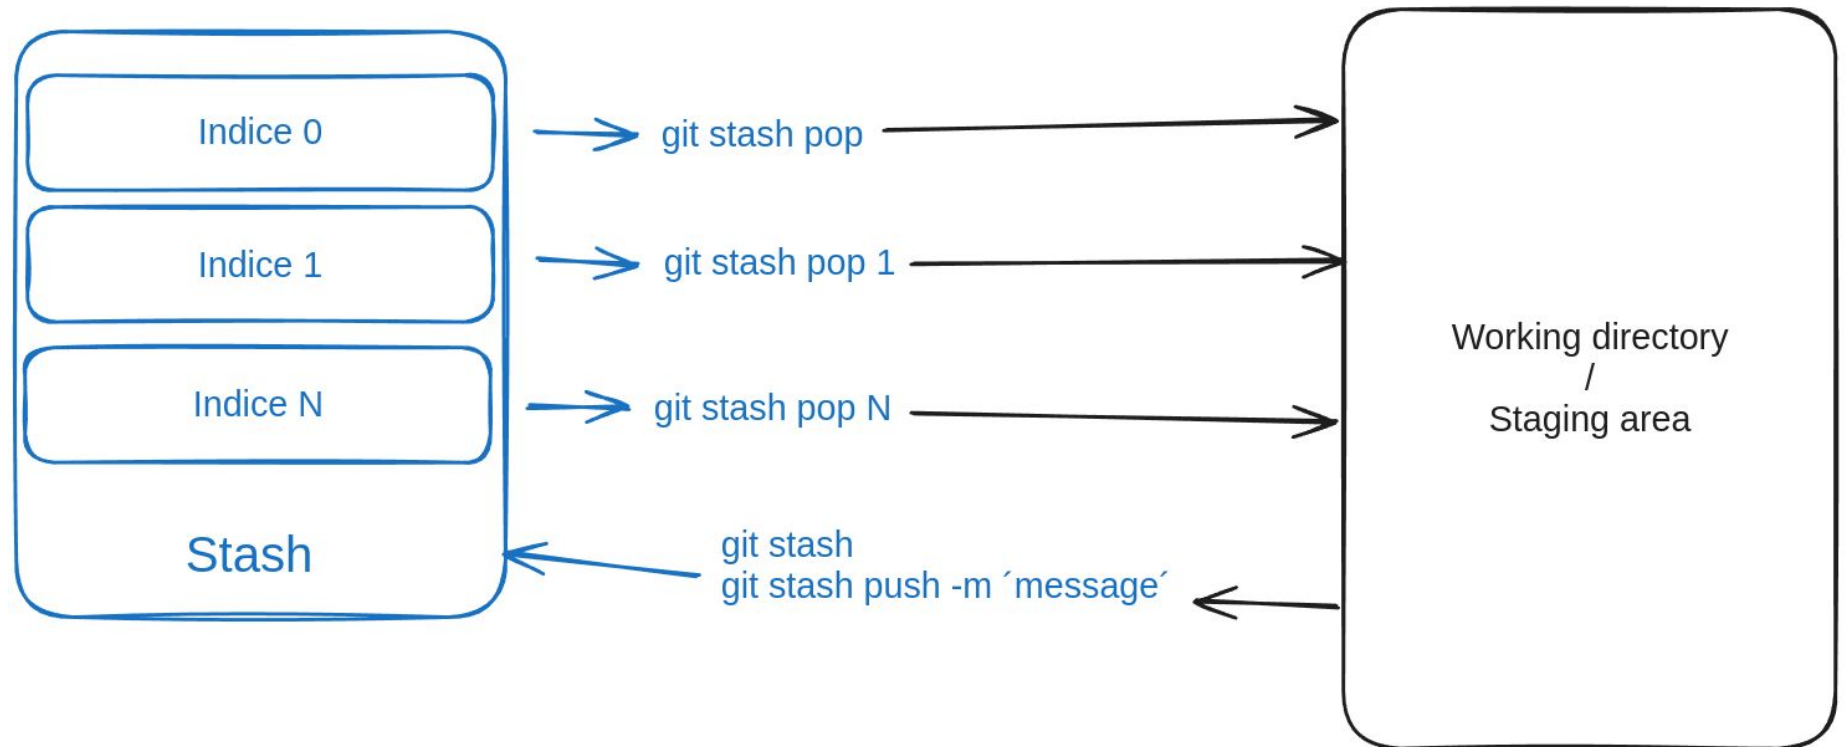 Indice 0
git stash pop
Indice 1
git stash pop 1
Working directory
/
Staging area
Indice N
git stash pop N
Stash
git stash
git stash push -m ´message´